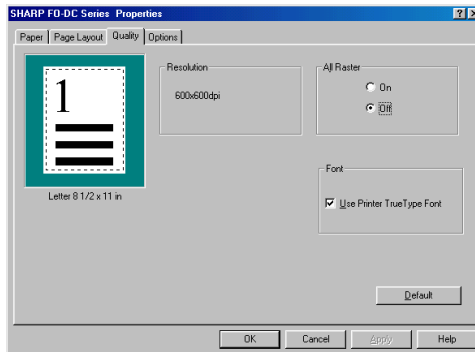 SHARP FO-DC Series Properties
Paper
Page Layout
Quality
Options
1
Letter 8 1/2 x 11 in
Resolution
600x600dpi
All Raster
On
Off
Font
Use Printer TrueType Font
Default
OK
Cancel
Apply
Help